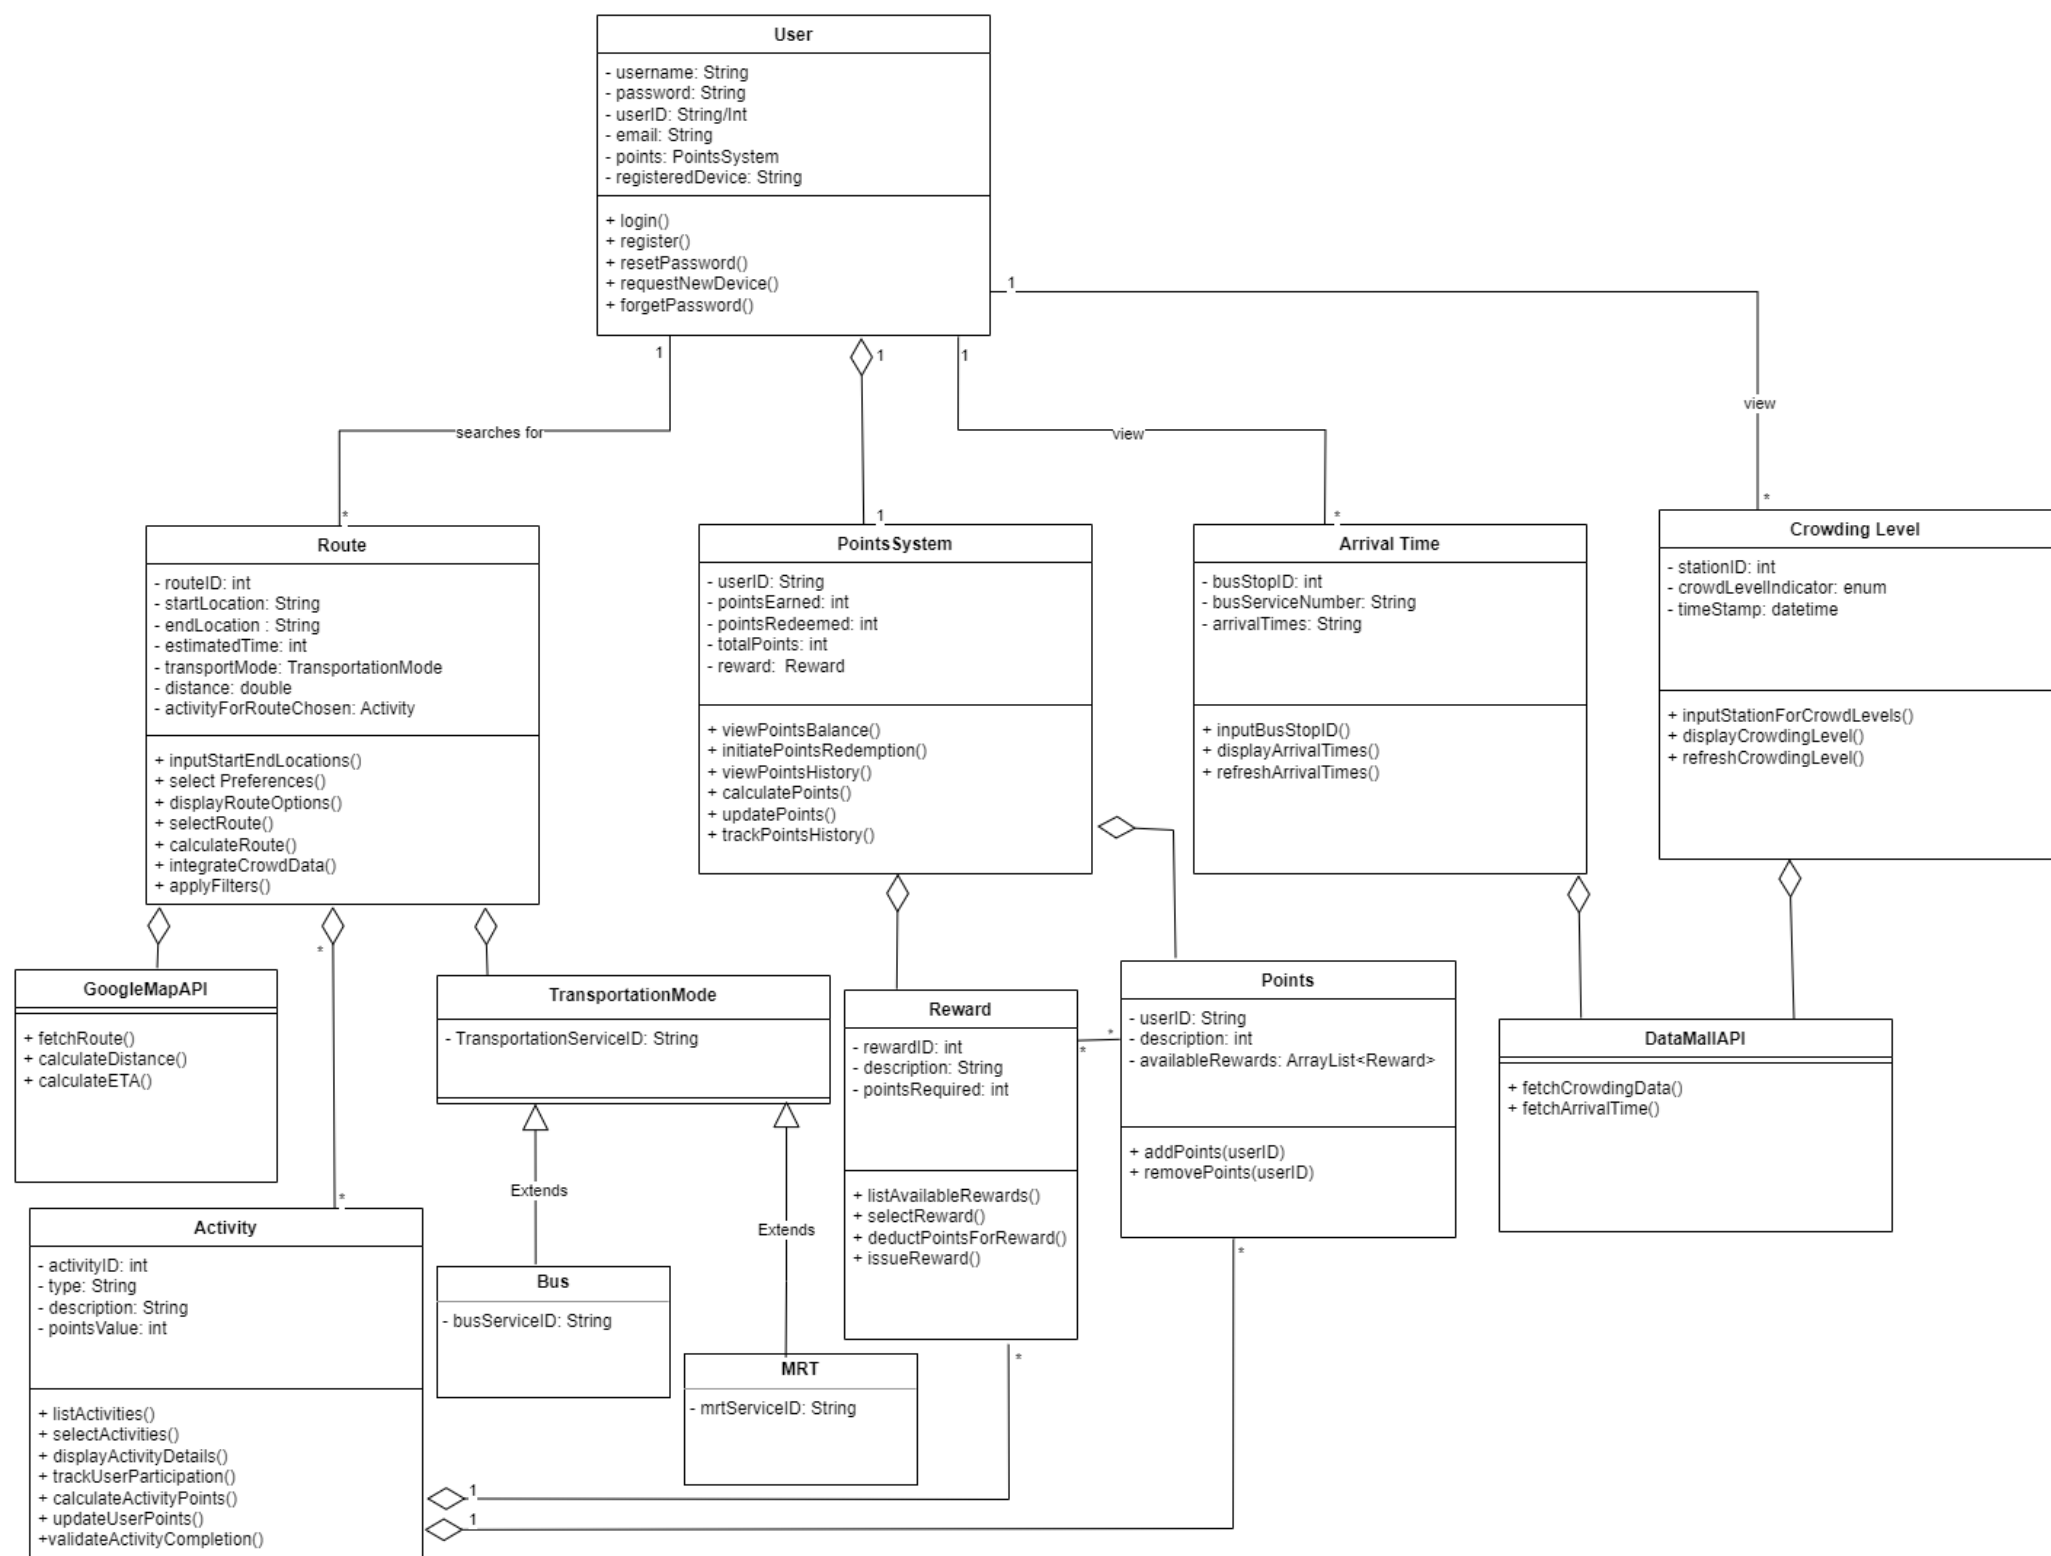 User
- username: String
- password: String
- userID: String/Int
- email: String
- points: PointsSystem
- registeredDevice: String
+ login()
+ register()
+ resetPassword()
+ requestNewDevice()
+ forgetPassword()
1
1
1
1
searches for
view
view
*
1
*
*
Route
- routeID: int
- startLocation: String
- endLocation : String
- estimatedTime: int
- transportMode: TransportationMode
- distance: double
- activityForRouteChosen: Activity
+ inputStartEndLocations()
+ select Preferences()
+ displayRouteOptions()
+ selectRoute()
+ calculateRoute()
+ integrateCrowdData()
+ applyFilters()
PointsSystem
- userID: String
- pointsEarned: int
- pointsRedeemed: int
- totalPoints: int
- reward:  Reward
+ viewPointsBalance()
+ initiatePointsRedemption()
+ viewPointsHistory()
+ calculatePoints()
+ updatePoints()
+ trackPointsHistory()
Arrival Time
- busStopID: int
- busServiceNumber: String
- arrivalTimes: String
+ inputBusStopID()
+ displayArrivalTimes()
+ refreshArrivalTimes()
Crowding Level
- stationID: int
- crowdLevelIndicator: enum
- timeStamp: datetime
+ inputStationForCrowdLevels()
+ displayCrowdingLevel()
+ refreshCrowdingLevel()
*
GoogleMapAPI
+ fetchRoute()
+ calculateDistance()
+ calculateETA()
TransportationMode
- TransportationServiceID: String
Extends
Extends
Reward
- rewardID: int
- description: String
- pointsRequired: int
+ listAvailableRewards()
+ selectReward()
+ deductPointsForReward()
+ issueReward()
*
*
*
Points
- userID: String
- description: int
- availableRewards: ArrayList<Reward>
+ addPoints(userID)
+ removePoints(userID)
*
DataMallAPI
+ fetchCrowdingData()
+ fetchArrivalTime()
*
Activity
- activityID: int
- type: String
- description: String
- pointsValue: int
+ listActivities()
+ selectActivities()
+ displayActivityDetails()
+ trackUserParticipation()
+ calculateActivityPoints()
+ updateUserPoints()
+validateActivityCompletion()
1
1
Bus
- busServiceID: String
MRT
- mrtServiceID: String